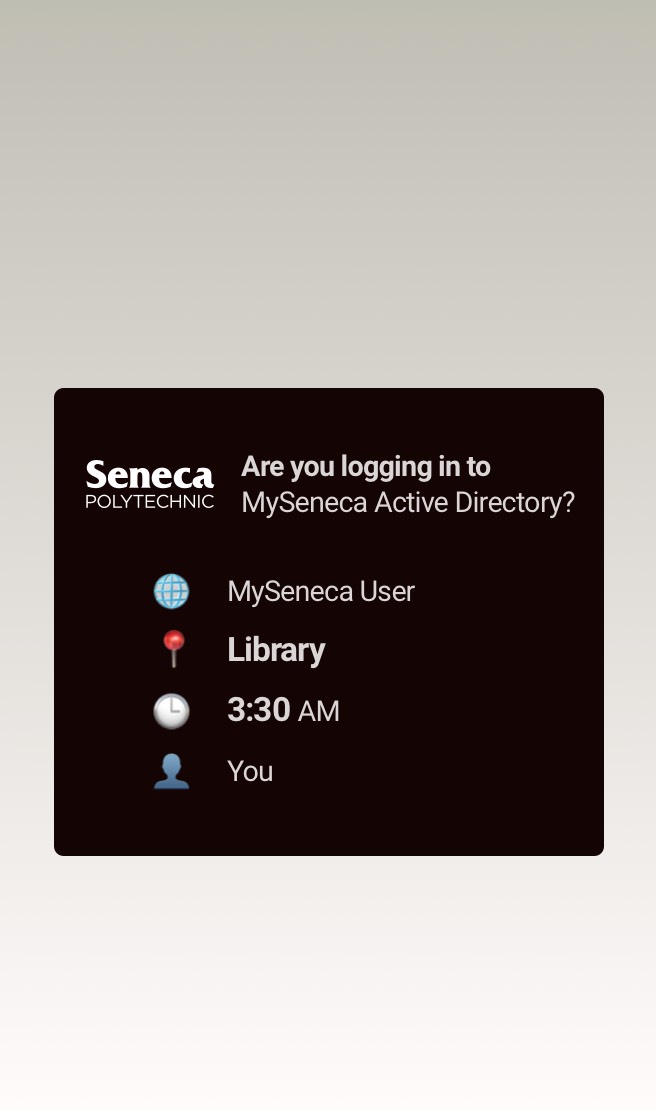 Seneca
POLYTECHNIC
Are you logging in to
MySeneca Active Directory?
MySeneca User
Library
3:30 AM
You